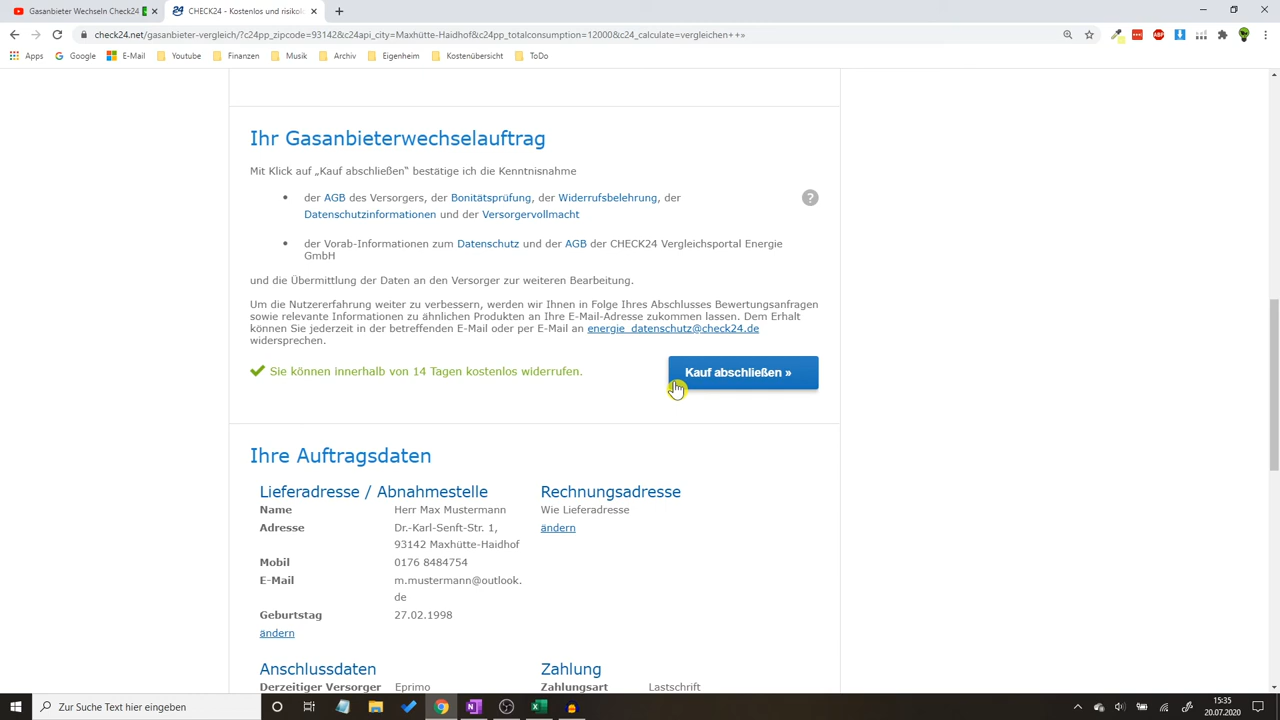 Gasanbieter Wechseln Check24
CHECK24 - Kostenlos und risikol
check24.net/gasanbieter-vergleich/?c24pp_zipcode=93142&c24api_city=Maxhütte-Haidhof&c24pp_totalconsumption=12000&c24_calculate=vergleichen++»
Apps Google E-Mail Youtube Finanzen Musik Archiv Eigenheim Kostenübersicht ToDo
Ihr Gasanbieterwechselauftrag
Mit Klick auf „Kauf abschließen“ bestätige ich die Kenntnisnahme
• der AGB des Versorgers, der Bonitätsprüfung, der Widerrufsbelehrung, der
Datenschutzinformationen und der Versorgervollmacht
?
• der Vorab-Informationen zum Datenschutz und der AGB der CHECK24 Vergleichsportal Energie
GmbH
und die Übermittlung der Daten an den Versorger zur weiteren Bearbeitung.
Um die Nutzererfahrung weiter zu verbessern, werden wir Ihnen in Folge Ihres Abschlusses Bewertungsanfragen
sowie relevante Informationen zu ähnlichen Produkten an Ihre E-Mail-Adresse zukommen lassen. Dem Erhalt
können Sie jederzeit in der betreffenden E-Mail oder per E-Mail an energie_datenschutz@check24.de
widersprechen.
Sie können innerhalb von 14 Tagen kostenlos widerrufen.
Kauf abschließen »
Ihre Auftragsdaten
Lieferadresse / Abnahmestelle
Name Herr Max Mustermann
Adresse Dr.-Karl-Senft-Str. 1,
93142 Maxhütte-Haidhof
Mobil 0176 8484754
E-Mail m.mustermann@outlook.
de
Geburtstag 27.02.1998
ändern
Rechnungsadresse
Wie Lieferadresse
ändern
Anschlussdaten
Derzeitiger Versorger Eprimo
Zahlung
Zahlungsart Lastschrift
Zur Suche Text hier eingeben
15:35
20.07.2020